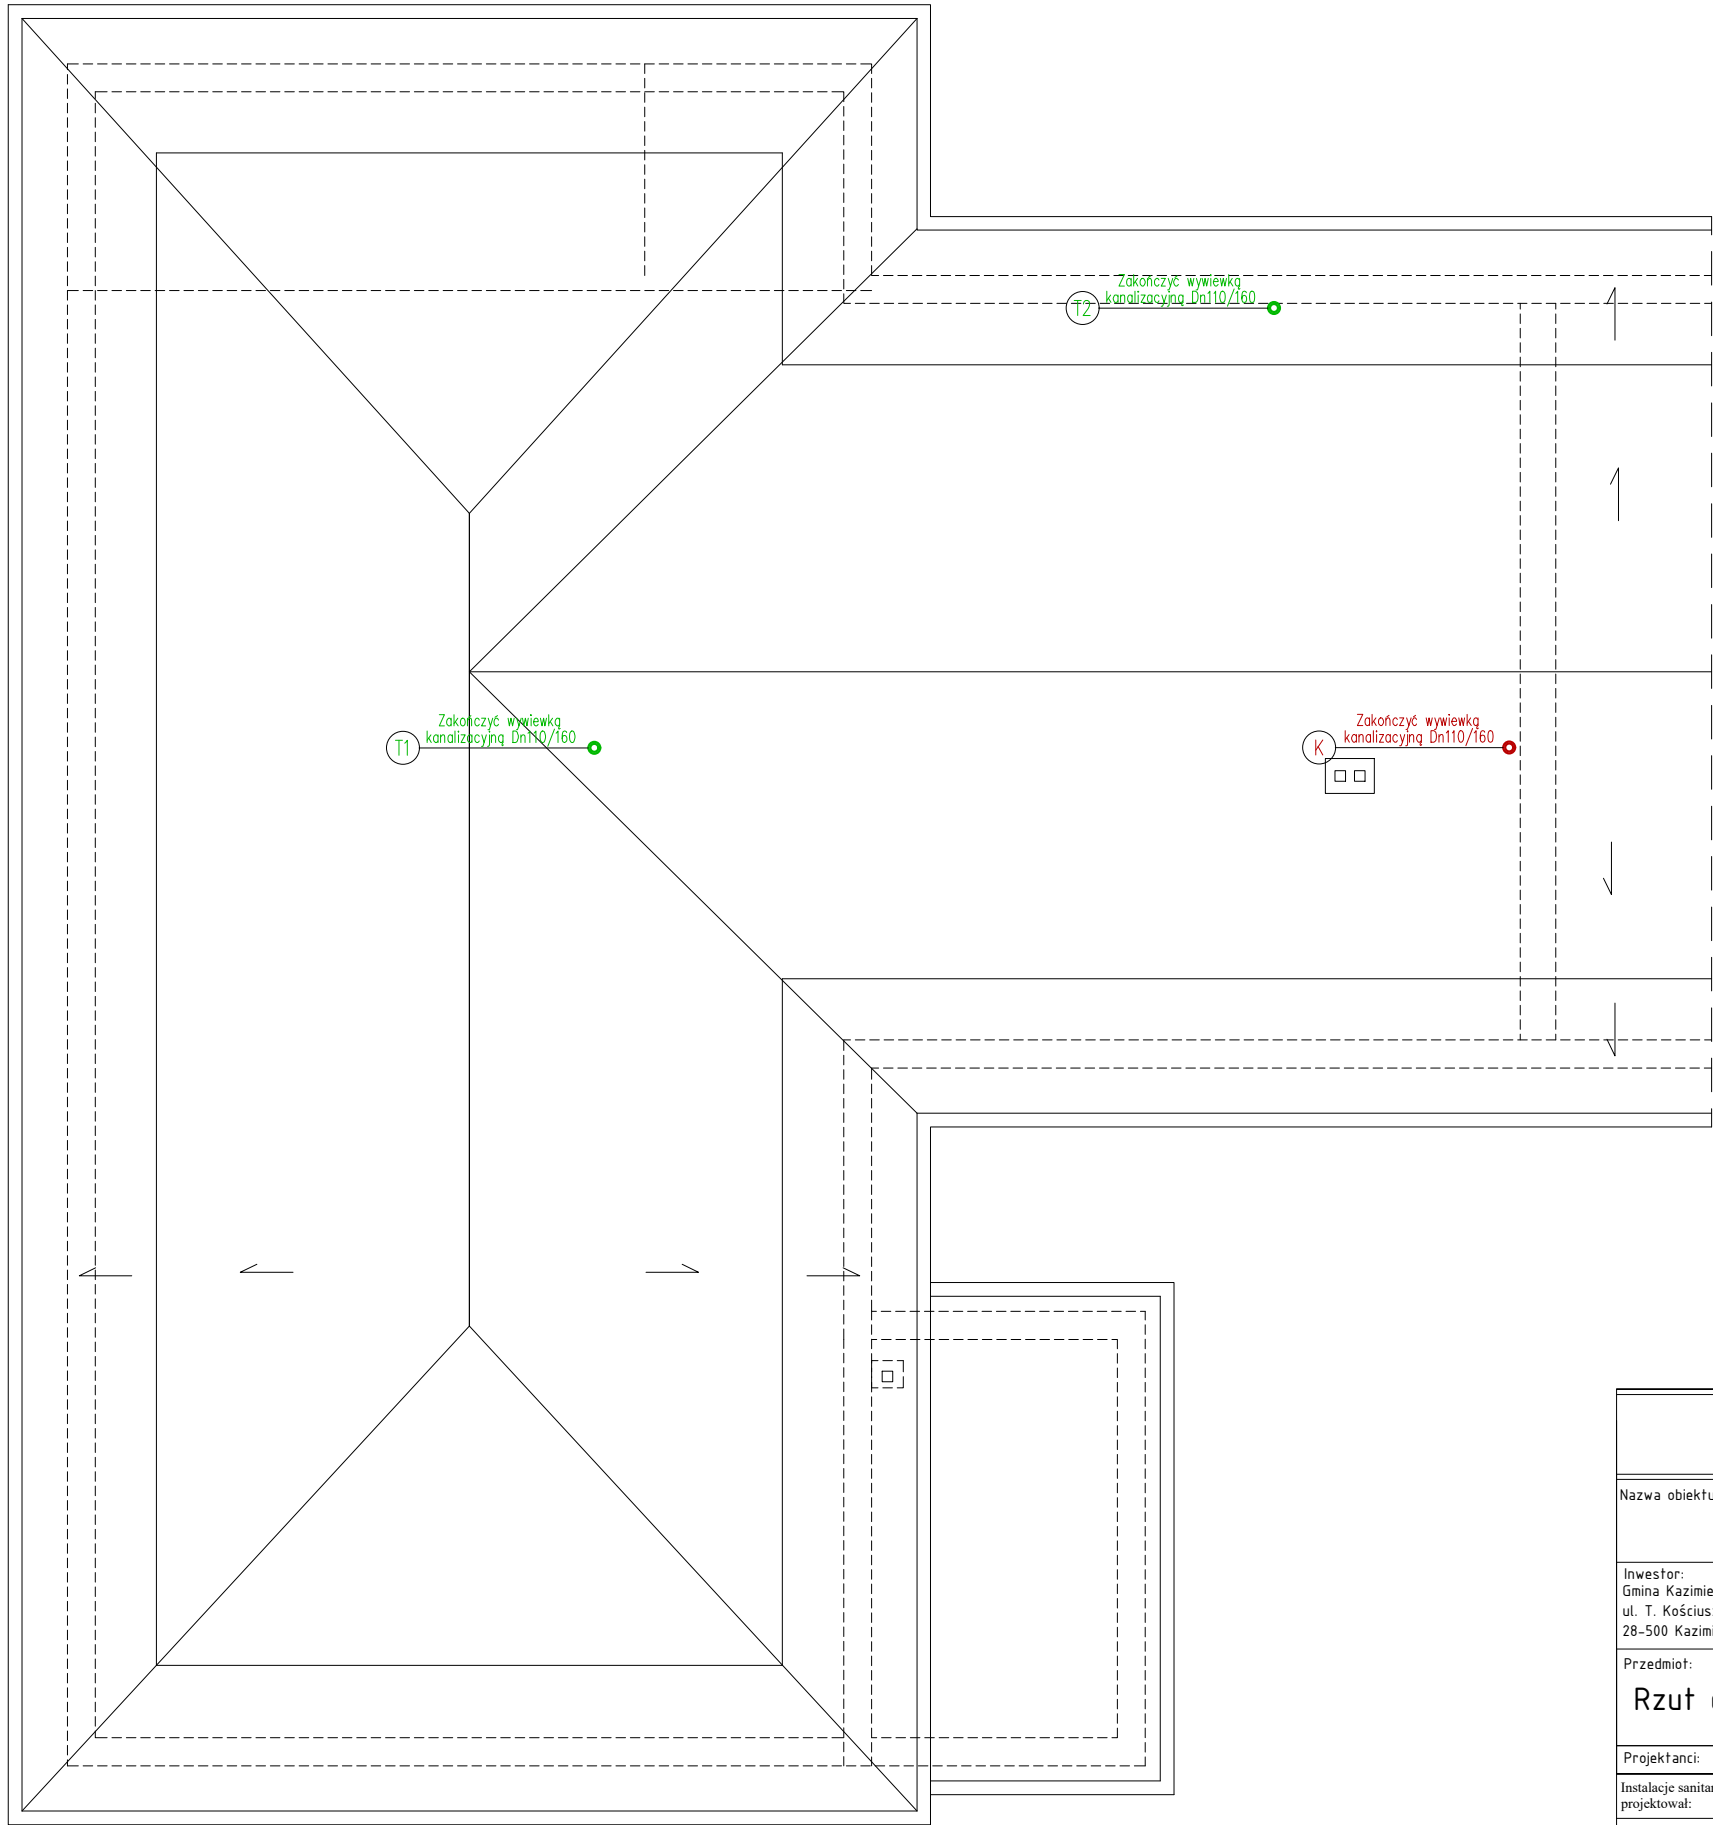 Zakończyć wywiewką
kanalizacyjną Dn110/160
T2
Zakończyć wywiewką
kanalizacyjną Dn110/160
T1
Zakończyć wywiewką
kanalizacyjną Dn110/160
K
Nazwa obiektu
Inwestor:
Gmina
ul. T.
28-500
Przedmiot:
Rzut
Projektanci:
Instalacje
projektował: